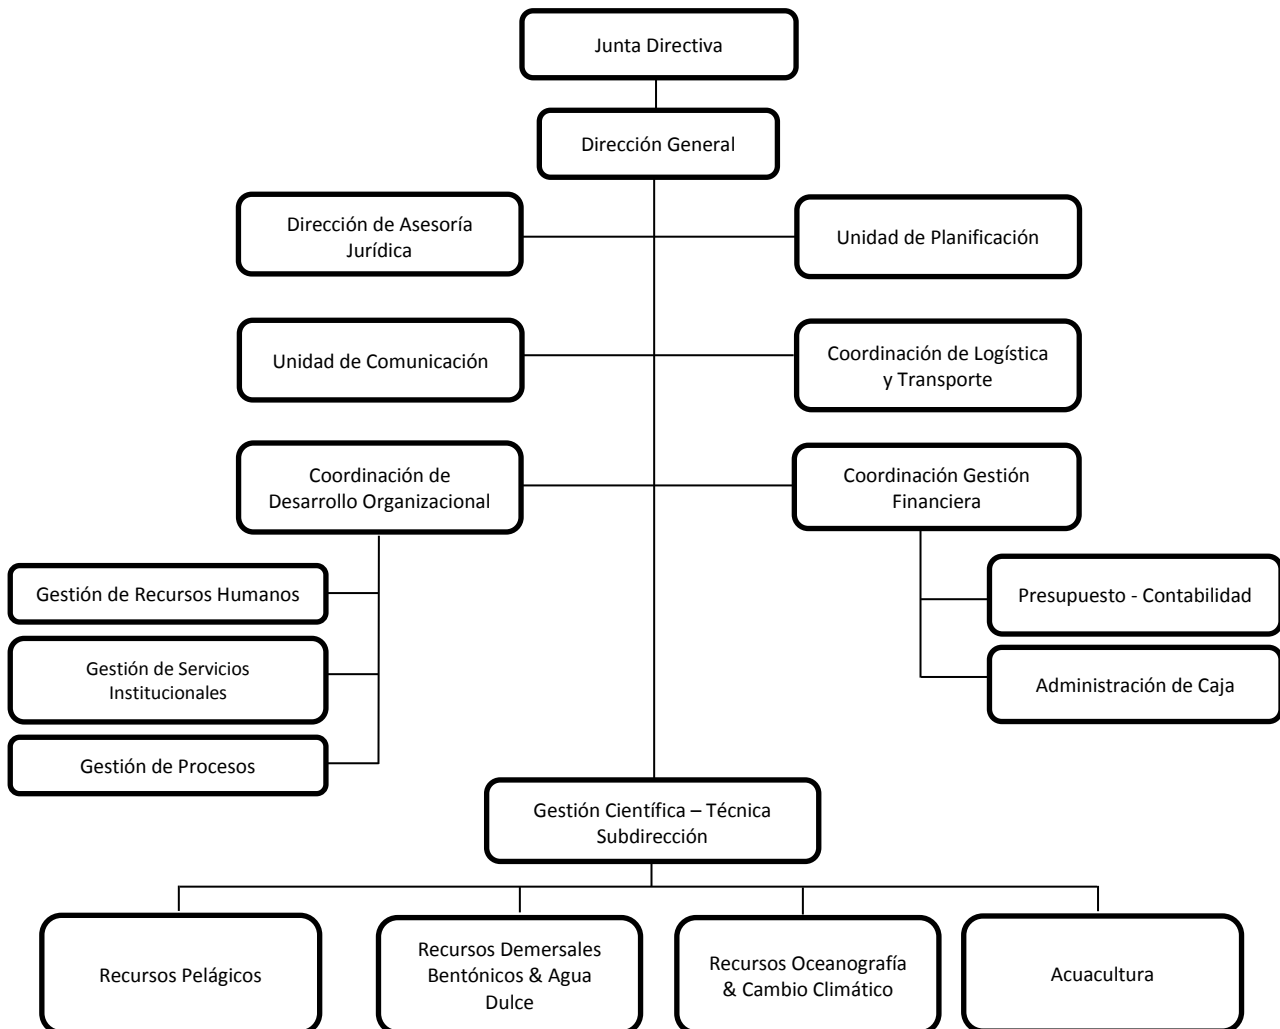 Junta Directiva
Dirección General
Dirección de Asesoría
Jurídica
Unidad de Planificación
Unidad de Comunicación
Coordinación de Logística
y Transporte
Coordinación de
Desarrollo Organizacional
Coordinación Gestión
Financiera
Gestión de Recursos Humanos
Presupuesto - Contabilidad
Gestión de Servicios
Institucionales
Administración de Caja
Gestión de Procesos
Gestión Científica – Técnica
Subdirección
Recursos Pelágicos
Recursos Demersales
Bentónicos & Agua
Dulce
Recursos Oceanografía
& Cambio Climático
Acuacultura